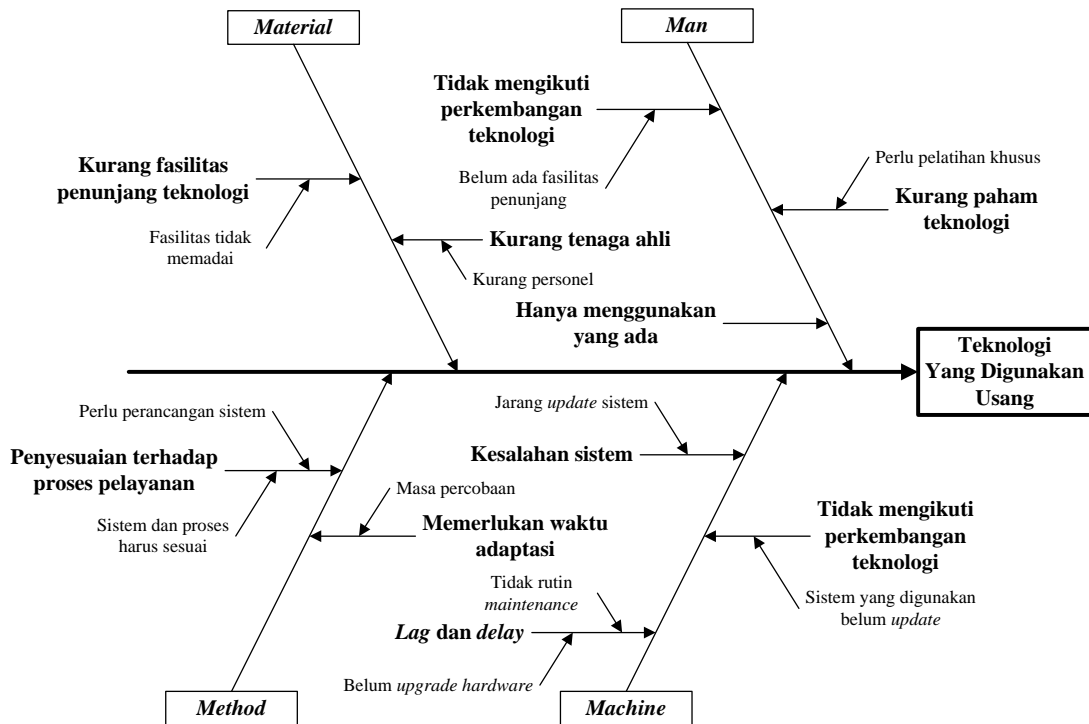 Material
Man
Tidak mengikuti
perkembangan
teknologi
Kurang fasilitas
penunjang teknologi
Perlu pelatihan khusus
Belum ada fasilitas
penunjang
Kurang paham
teknologi
Fasilitas tidak
memadai
Kurang tenaga ahli
Kurang personel
Hanya menggunakan
yang ada
Teknologi
Yang Digunakan
Usang
Perlu perancangan sistem
Jarang update sistem
Penyesuaian terhadap
proses pelayanan
Kesalahan sistem
Masa percobaan
Sistem dan proses
harus sesuai
Memerlukan waktu
adaptasi
Tidak mengikuti
perkembangan
teknologi
Tidak rutin
maintenance
Sistem yang digunakan
belum update
Lag dan delay
Belum upgrade hardware
Method
Machine